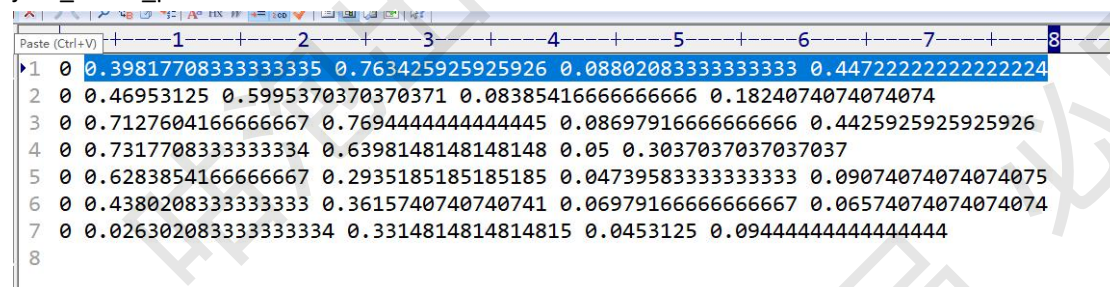 Paste (Ctrl+V)
----+----1----+----2----+----3----+----4----+----5----+----6----+----7----+----8----
1 0 0.39817708333333335 0.763425925925926 0.08802083333333333 0.44722222222222224
2 0 0.46953125 0.5995370370370371 0.08385416666666666 0.1824074074074074
3 0 0.7127604166666667 0.7694444444444445 0.08697916666666666 0.4425925925925926
4 0 0.7317708333333334 0.6398148148148148 0.05 0.3037037037037037
5 0 0.6283854166666667 0.2935185185185185 0.04739583333333333 0.09074074074074075
6 0 0.4380208333333333 0.3615740740740741 0.06979166666666667 0.06574074074074074
7 0 0.026302083333333334 0.3314814814814815 0.0453125 0.09444444444444444
8